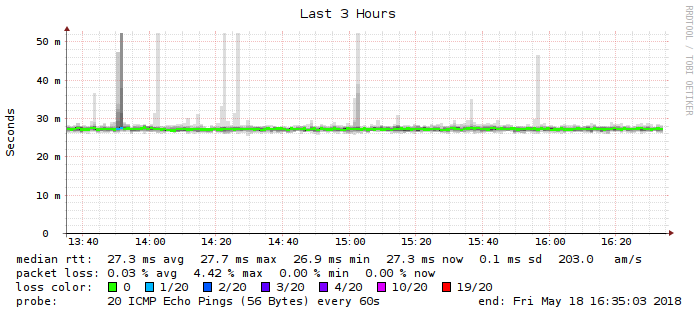 Last 3 Hours
RRDTOOL / TOBI OETIKER
Seconds
50 m
40 m
30 m
20 m
10 m
0
13:40 14:00 14:20 14:40 15:00 15:20 15:40 16:00 16:20
median rtt: 27.3 ms avg 27.7 ms max 26.9 ms min 27.3 ms now 0.1 ms sd 203.0 am/s
packet loss: 0.03 % avg 4.42 % max 0.00 % min 0.00 % now
loss color: 0 1/20 2/20 3/20 4/20 10/20 19/20
probe: 20 ICMP Echo Pings (56 Bytes) every 60s end: Fri May 18 16:35:03 2018